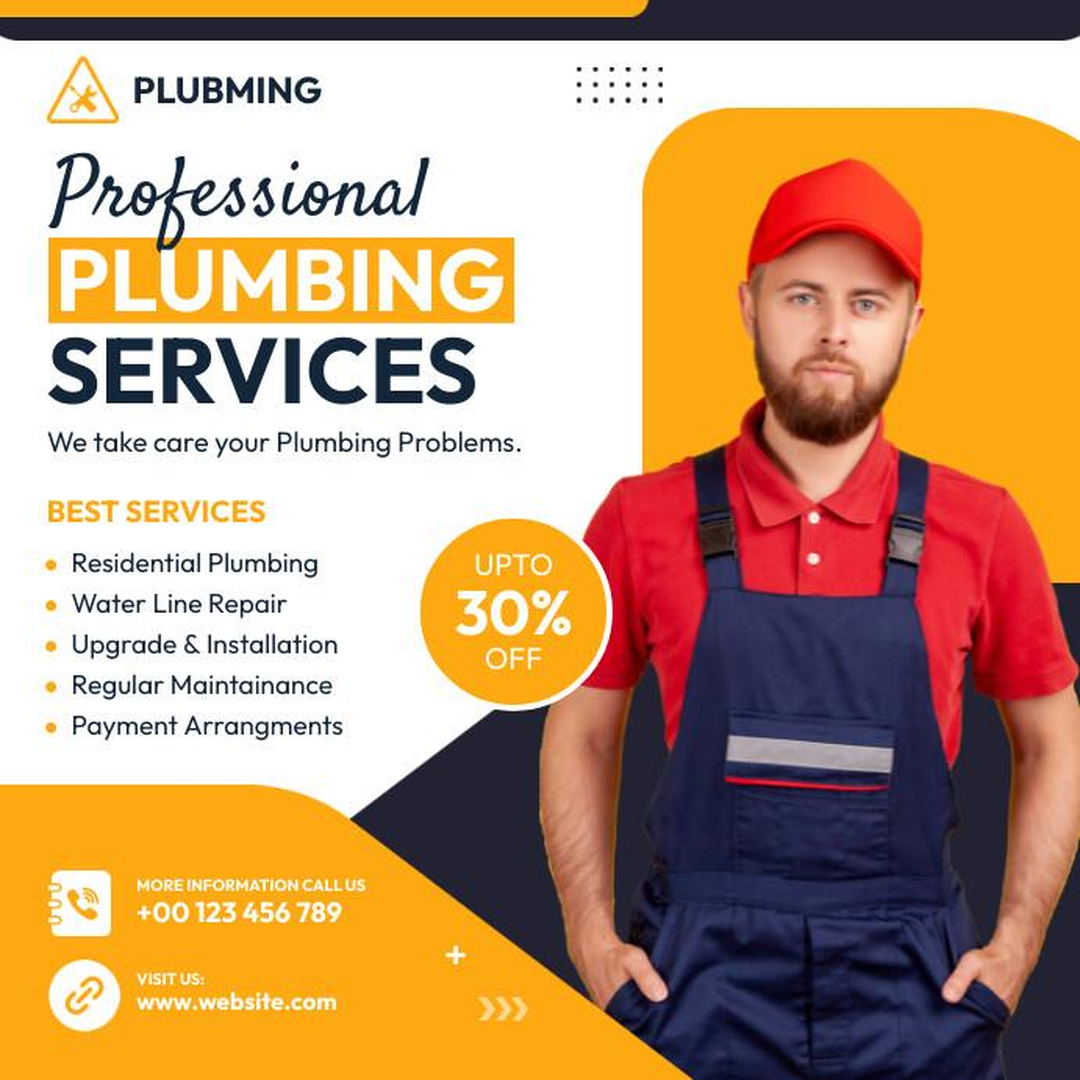 PLUBMING
Professional
PLUMBING
SERVICES
We take care your Plumbing Problems.
BEST SERVICES
Residential Plumbing
Water Line Repair
Upgrade & Installation
Regular Maintainance
Payment Arrangments
UPTO
30%
OFF
MORE INFORMATION CALL US
+00 123 456 789
VISIT US:
www.website.com